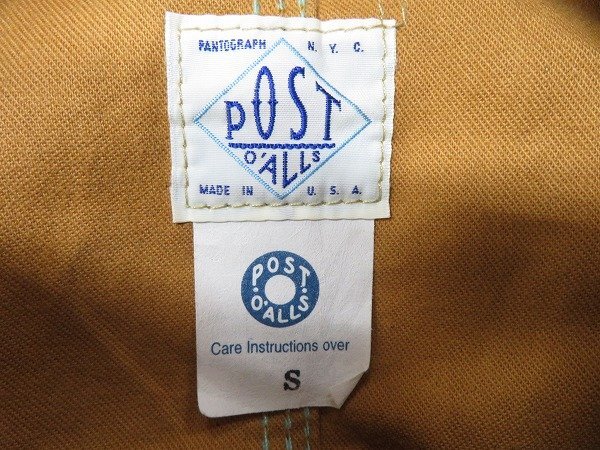 PANTOGRAPH N. Y. C.
POST
O'ALLS
MADE IN U. S. A.
POST
O'ALLS
Care Instructions over
S